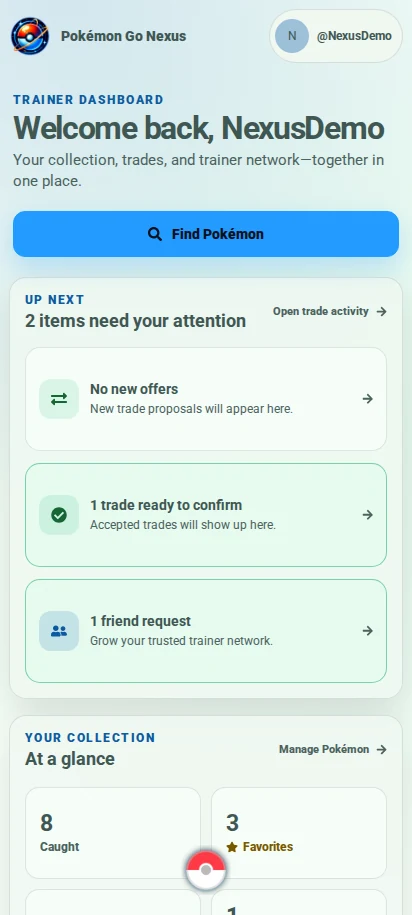 Pokémon Go Nexus
N
@NexusDemo
TRAINER DASHBOARD
Welcome back, NexusDemo
Your collection, trades, and trainer network—together in
one place.
Find Pokémon
UP NEXT
2 items need your attention
Open trade activity
No new offers
New trade proposals will appear here.
1 trade ready to confirm
Accepted trades will show up here.
1 friend request
Grow your trusted trainer network.
YOUR COLLECTION
At a glance
Manage Pokémon
8
Caught
3
Favorites
1